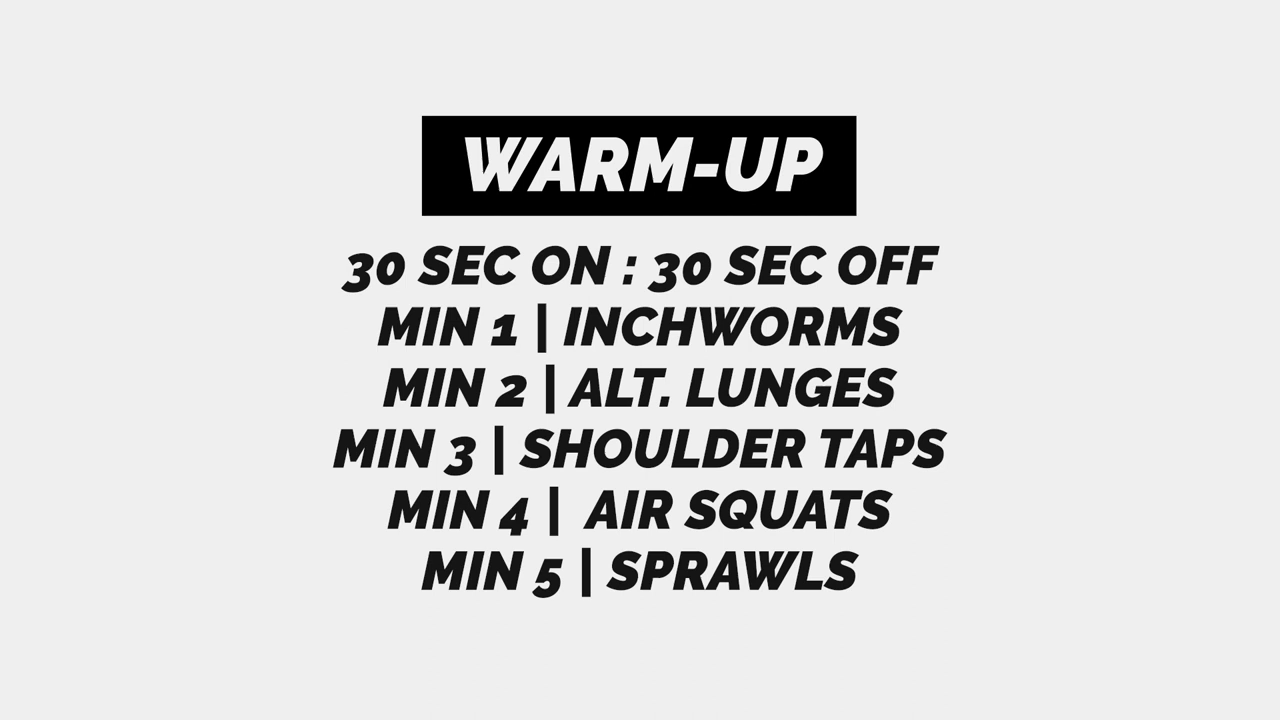 WARM-UP
30 SEC ON : 30 SEC OFF
MIN 1 | INCHWORMS
MIN 2 | ALT. LUNGES
MIN 3 | SHOULDER TAPS
MIN 4 | AIR SQUATS
MIN 5 | SPRAWLS